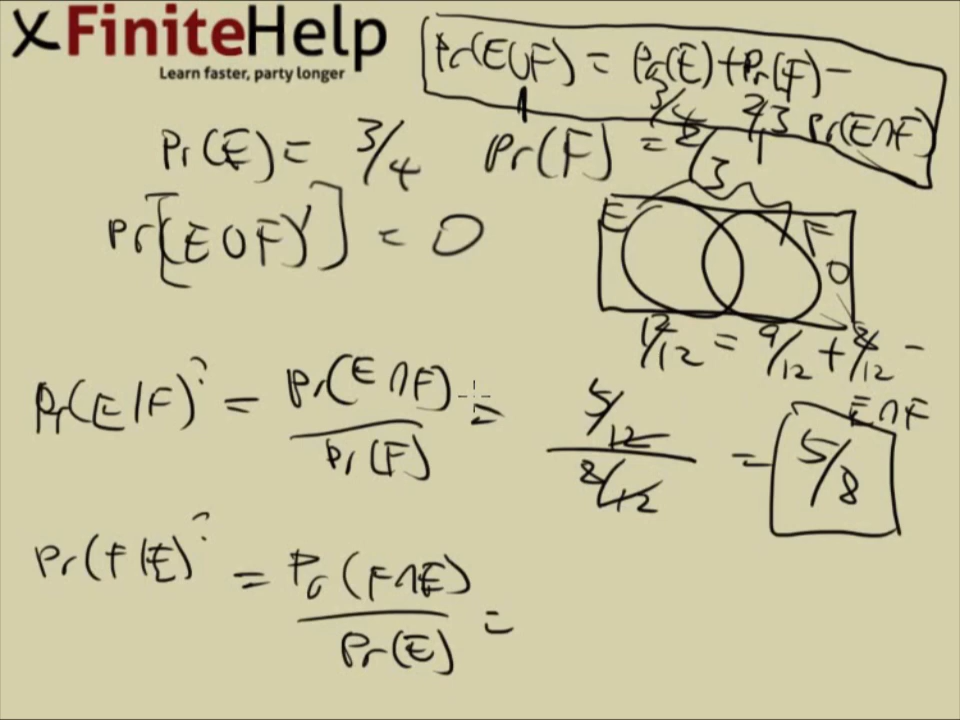 XFiniteHelp
Learn faster, party longer
Pr(E∪F) = Pr(E)+Pr(F) −
1 3/4 2/3 Pr(E∩F)
Pr(E) = 3/4 Pr(F) = 2/3
Pr[(E∪F)'] = 0
E F
0
12/12 = 9/12 + 8/12 −
E∩F
Pr(E/F)? = Pr(E∩F) / Pr(F) = 5/12 / 8/12 = 5/8
Pr(F|E)? = Pr(F∩E) / Pr(E) =